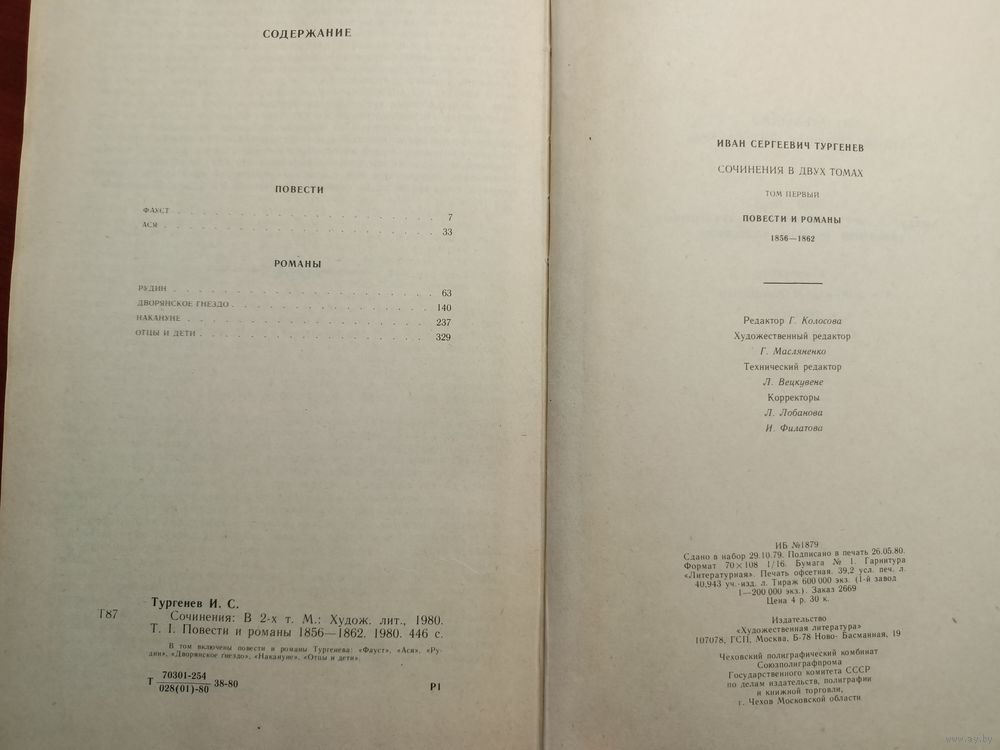 СОДЕРЖАНИЕ
ПОВЕСТИ
ФАУСТ . . . . . . . . . . . . . . . . . . 7
АСЯ . . . . . . . . . . . . . . . . . . 33
РОМАНЫ
РУДИН . . . . . . . . . . . . . . . . . . 63
ДВОРЯНСКОЕ ГНЕЗДО . . . . . . . . . . . . . . 140
НАКАНУНЕ . . . . . . . . . . . . . . . . 237
ОТЦЫ И ДЕТИ . . . . . . . . . . . . . . . 329
Тургенев И. С.
Т87 Сочинения: В 2-х т. М.: Худож. лит., 1980.
Т. I. Повести и романы 1856—1862. 1980. 446 с.
В том включены повести и романы Тургенева: «Фауст», «Ася», «Ру-
дин», «Дворянское гнездо», «Накануне», «Отцы и дети».
Т 70301-254
028(01)-80 38-80
Р1
ИВАН СЕРГЕЕВИЧ ТУРГЕНЕВ
СОЧИНЕНИЯ В ДВУХ ТОМАХ
ТОМ ПЕРВЫЙ
ПОВЕСТИ И РОМАНЫ
1856—1862
Редактор Г. Колосова
Художественный редактор
Г. Масляненко
Технический редактор
Л. Вецкувене
Корректоры
Л. Лобанова
И. Филатова
ИБ №1879
Сдано в набор 29.10.79. Подписано в печать 26.05.80.
Формат 70×108 1/16. Бумага № 1. Гарнитура
«Литературная». Печать офсетная. 39,2 усл. печ. л.
40,943 уч.-изд. л. Тираж 600 000 экз. (1-й завод
1—200 000 экз.). Заказ 2669
Цена 4 р. 30 к.
Издательство
«Художественная литература»
107078, ГСП, Москва, Б-78 Ново- Басманная, 19
Чеховский полиграфический комбинат
Союзполиграфпрома
Государственного комитета СССР
по делам издательств, полиграфии
и книжной торговли,
г. Чехов Московской области
www.ay.by